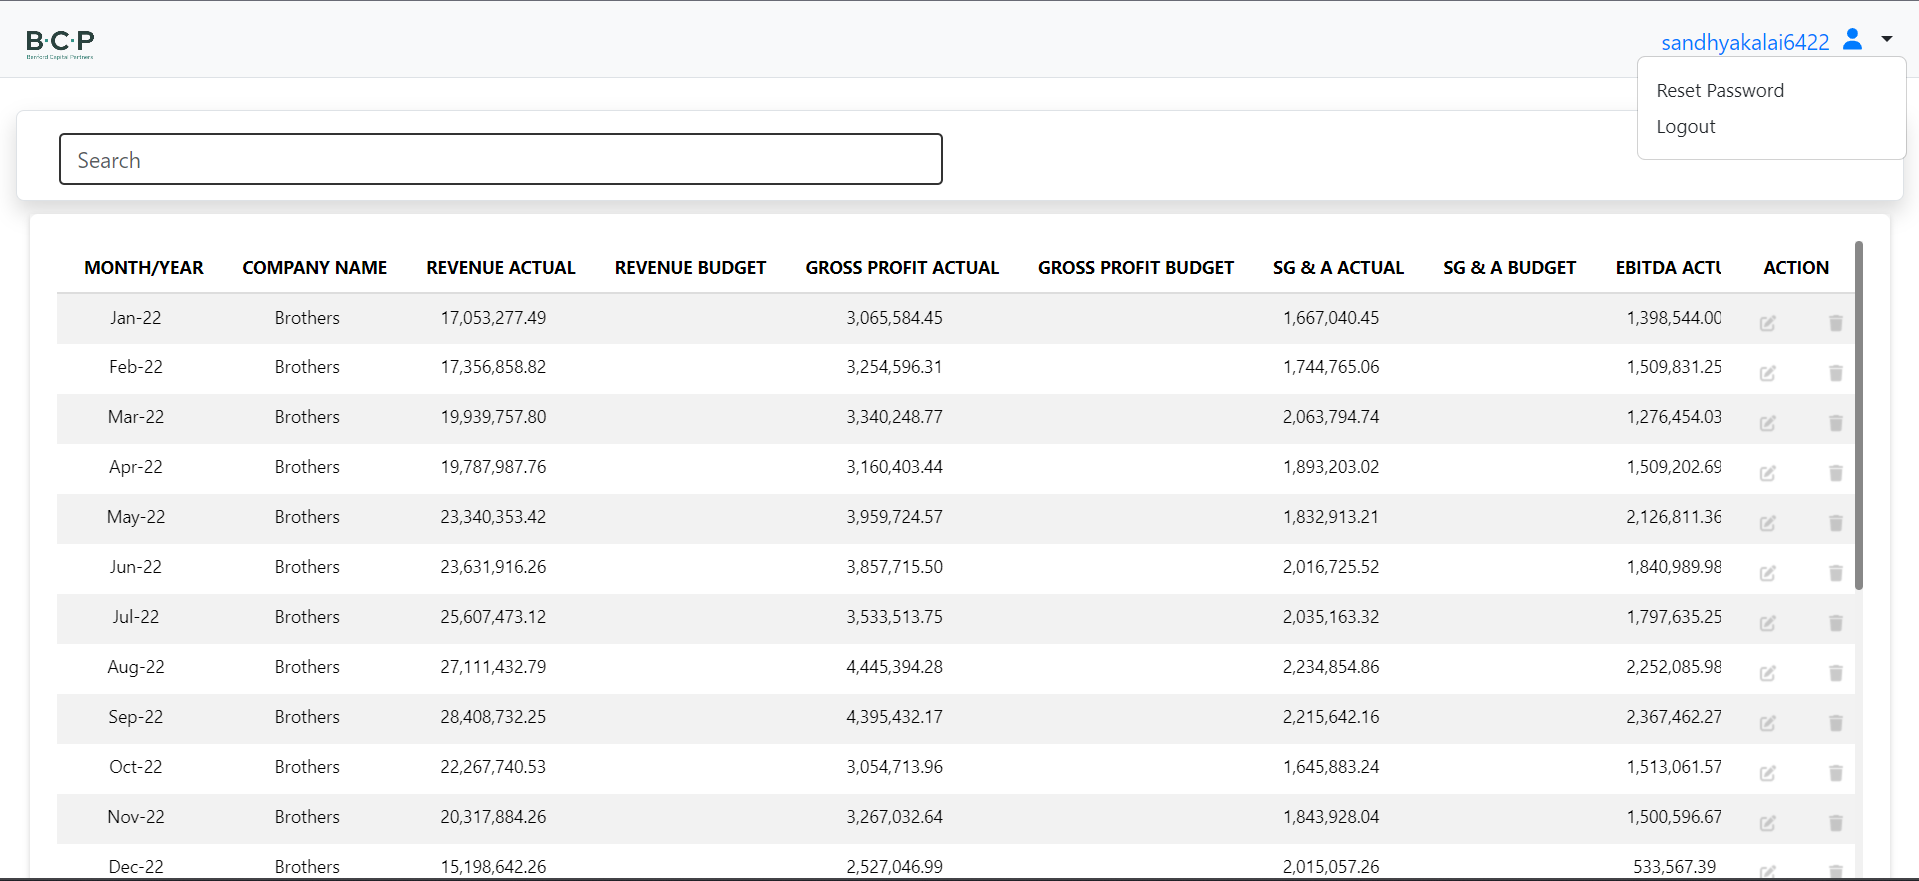 B·C·P
Banford Capital Partners
sandhyakalai6422
Reset Password
Logout
Search
MONTH/YEAR COMPANY NAME REVENUE ACTUAL REVENUE BUDGET GROSS PROFIT ACTUAL GROSS PROFIT BUDGET SG & A ACTUAL SG & A BUDGET EBITDA ACTU ACTION
Jan-22 Brothers 17,053,277.49 3,065,584.45 1,667,040.45 1,398,544.00
Feb-22 Brothers 17,356,858.82 3,254,596.31 1,744,765.06 1,509,831.25
Mar-22 Brothers 19,939,757.80 3,340,248.77 2,063,794.74 1,276,454.03
Apr-22 Brothers 19,787,987.76 3,160,403.44 1,893,203.02 1,509,202.69
May-22 Brothers 23,340,353.42 3,959,724.57 1,832,913.21 2,126,811.36
Jun-22 Brothers 23,631,916.26 3,857,715.50 2,016,725.52 1,840,989.98
Jul-22 Brothers 25,607,473.12 3,533,513.75 2,035,163.32 1,797,635.25
Aug-22 Brothers 27,111,432.79 4,445,394.28 2,234,854.86 2,252,085.98
Sep-22 Brothers 28,408,732.25 4,395,432.17 2,215,642.16 2,367,462.27
Oct-22 Brothers 22,267,740.53 3,054,713.96 1,645,883.24 1,513,061.57
Nov-22 Brothers 20,317,884.26 3,267,032.64 1,843,928.04 1,500,596.67
Dec-22 Brothers 15,198,642.26 2,527,046.99 2,015,057.26 533,567.39